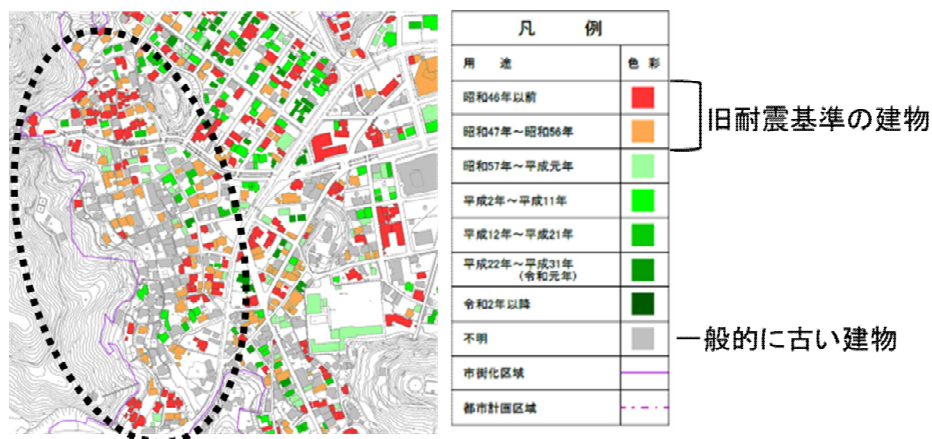 凡 例
用 途 色 彩
昭和46年以前
昭和47年～昭和56年
昭和57年～平成元年
平成2年～平成11年
平成12年～平成21年
平成22年～平成31年
(令和元年)
令和2年以降
不明
市街化区域
都市計画区域
旧耐震基準の建物
一般的に古い建物